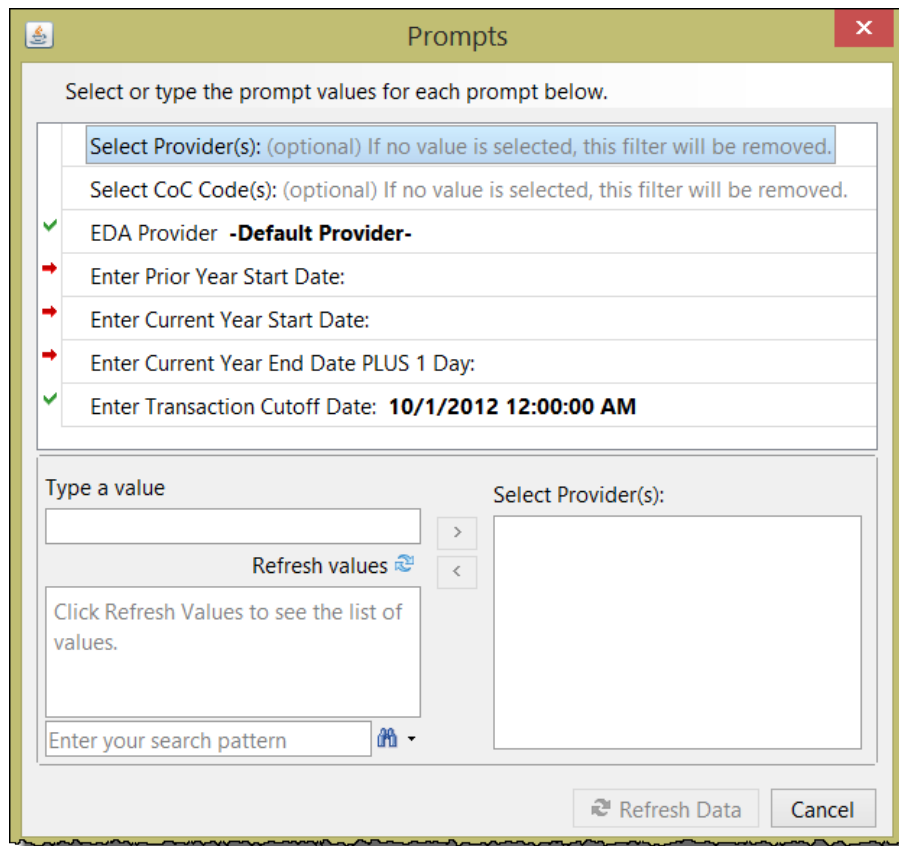 Prompts
Select or type the prompt values for each prompt below.
Select Provider(s): (optional) If no value is selected, this filter will be removed.
Select CoC Code(s): (optional) If no value is selected, this filter will be removed.
EDA Provider -Default Provider-
Enter Prior Year Start Date:
Enter Current Year Start Date:
Enter Current Year End Date PLUS 1 Day:
Enter Transaction Cutoff Date: 10/1/2012 12:00:00 AM
Type a value
Select Provider(s):
>
Refresh values
<
Click Refresh Values to see the list of
values.
Enter your search pattern
Refresh Data
Cancel